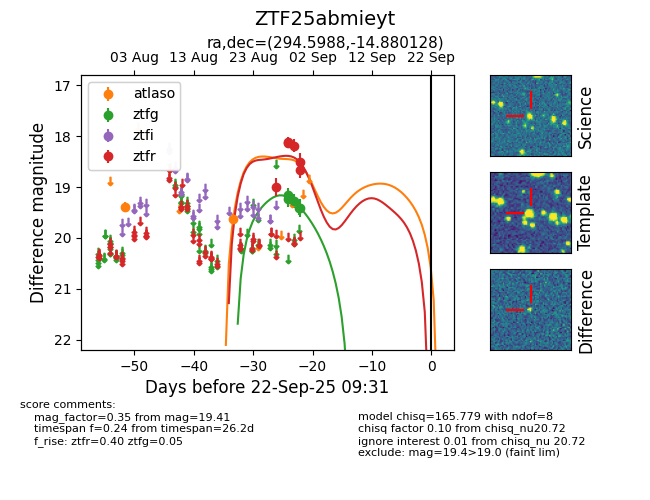 ZTF25abmieyt
ra,dec=(294.5988,-14.880128)
03 Aug 13 Aug 23 Aug 02 Sep 12 Sep 22 Sep
atlaso
ztfg
ztfi
ztfr
17
18
19
20
21
22
Difference magnitude
−50 −40 −30 −20 −10 0
Days before 22-Sep-25 09:31
Science
Template
Difference
score comments:
mag_factor=0.35 from mag=19.41
timespan f=0.24 from timespan=26.2d
f_rise: ztfr=0.40 ztfg=0.05
model chisq=165.779 with ndof=8
chisq factor 0.10 from chisq_nu20.72
ignore interest 0.01 from chisq_nu 20.72
exclude: mag=19.4>19.0 (faint lim)